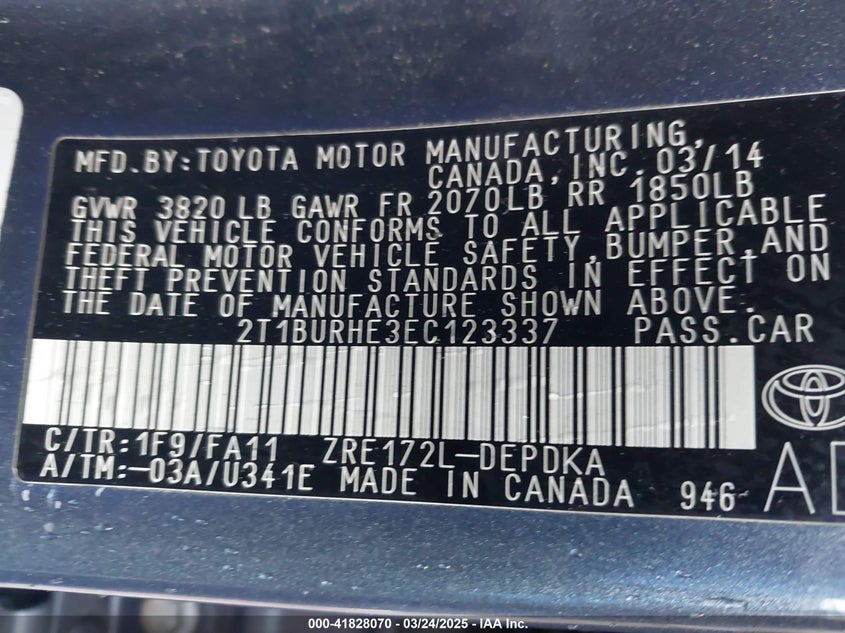 MFD.BY:TOYOTA MOTOR MANUFACTURING,
CANADA,INC. 03/14
GVWR 3820 LB GAWR FR 2070LB RR 1850LB
THIS VEHICLE CONFORMS TO ALL APPLICABLE
FEDERAL MOTOR VEHICLE SAFETY,BUMPER,AND
THEFT PREVENTION STANDARDS IN EFFECT ON
THE DATE OF MANUFACTURE SHOWN ABOVE.
2T1BURHE3EC123337 PASS.CAR
C/TR:1F9/FA11 ZRE172L-DEPDKA
A/TM:-03A/U341E MADE IN CANADA 946-
000-41828070 - 03/24/2025 - IAA Inc.